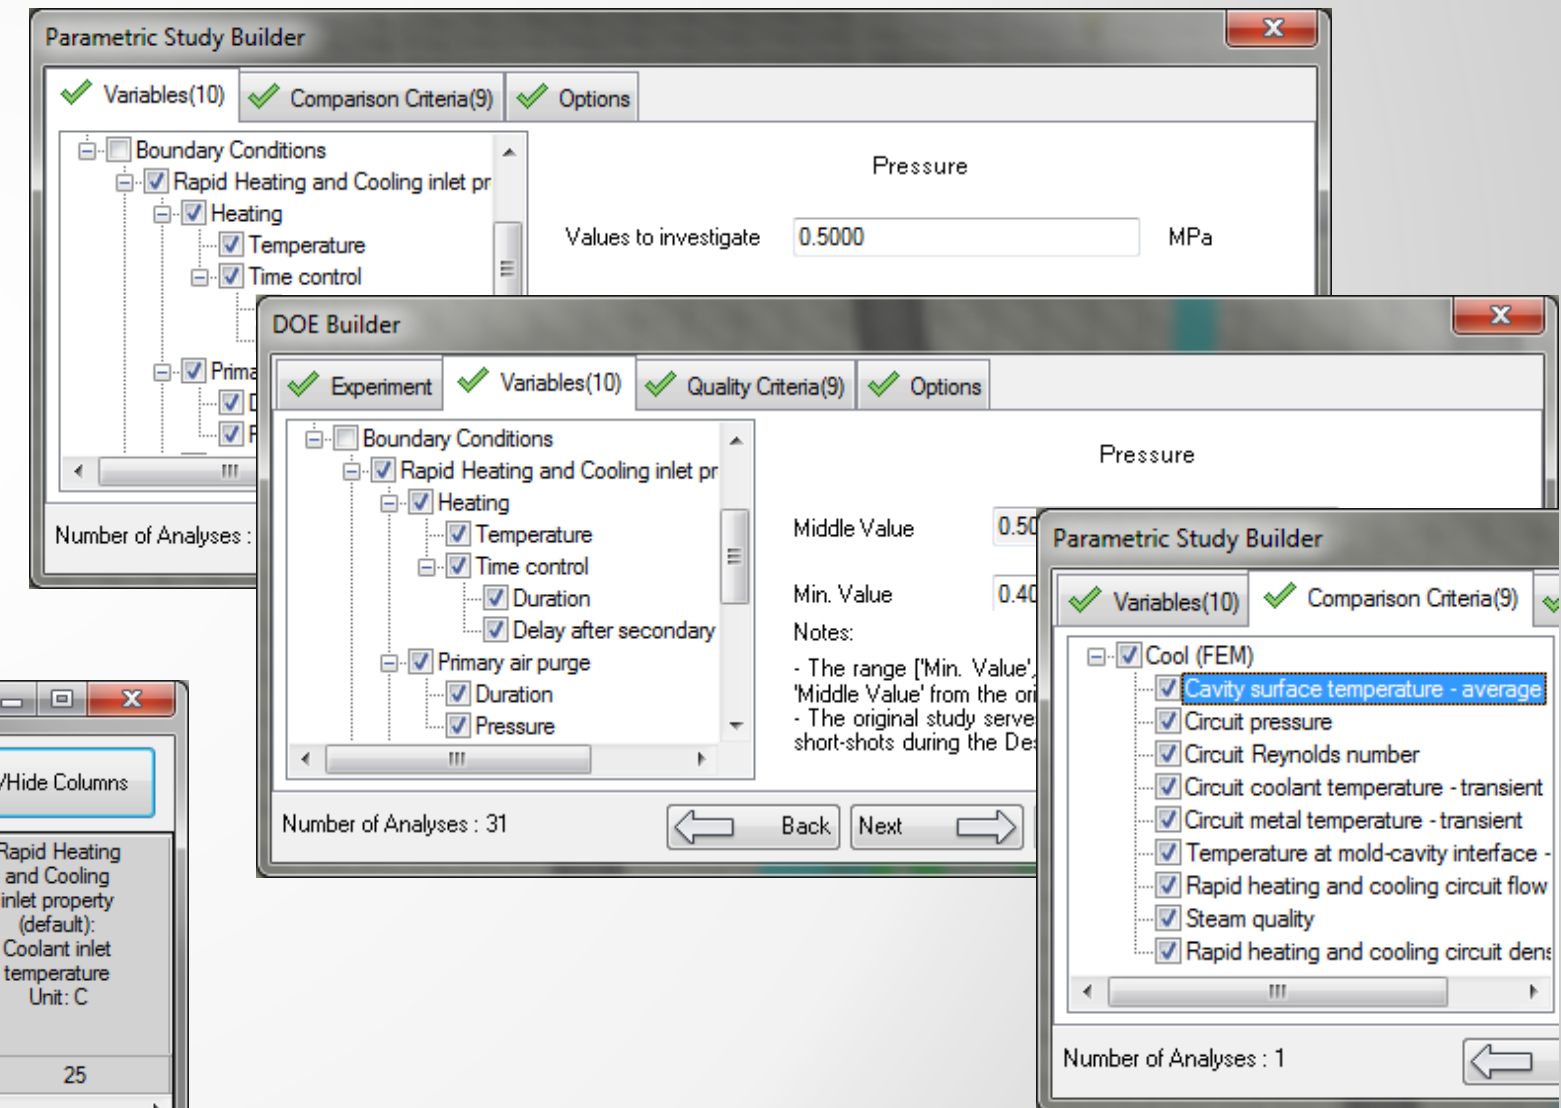 Parametric Study Builder
Variables(10)
Comparison Criteria(9)
Options
Boundary Conditions
Rapid Heating and Cooling inlet pr
Heating
Temperature
Time control
Pressure
Values to investigate
0.5000
MPa
Number of Analyses :
DOE Builder
Experiment
Variables(10)
Quality Criteria(9)
Options
Boundary Conditions
Rapid Heating and Cooling inlet pr
Heating
Temperature
Time control
Duration
Delay after secondary
Primary air purge
Duration
Pressure
Pressure
Middle Value
Min. Value
Notes:
- The range ['Min. Value',
'Middle Value' from the
- The original study
short-shots during the
Number of Analyses : 31
Back
Next
Parametric Study Builder
Variables(10)
Comparison Criteria(9)
Cool (FEM)
Cavity surface temperature - average
Circuit pressure
Circuit Reynolds number
Circuit coolant temperature - transient
Circuit metal temperature - transient
Temperature at mold-cavity interface -
Rapid heating and cooling circuit flow
Steam quality
Rapid heating and cooling circuit
Number of Analyses : 1
/Hide Columns
Rapid Heating
and Cooling
inlet property
(default):
Coolant inlet
temperature
Unit: C
25